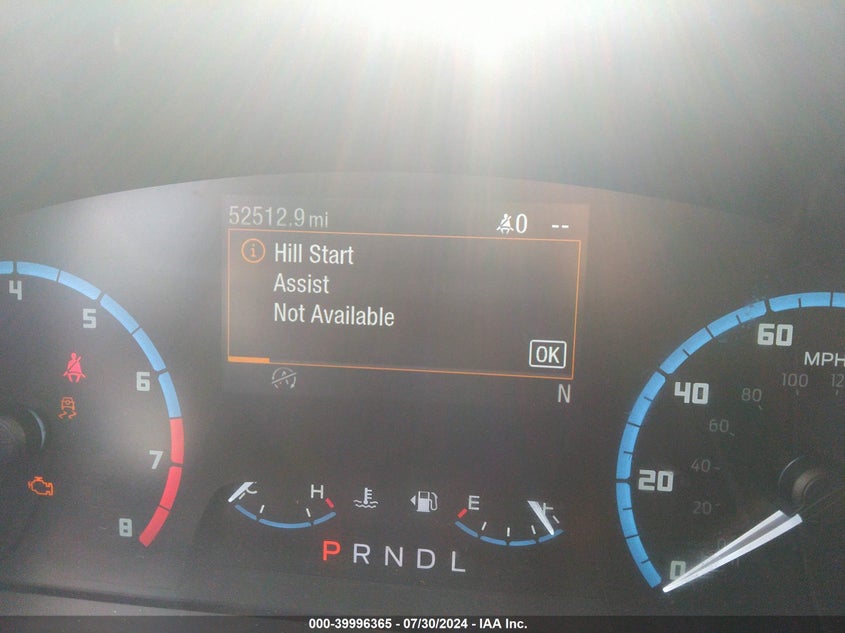 52512.9 mi
0 --
Hill Start
Assist
Not Available
OK
N
4
5
6
7
8
H
E
F
P R N D L
60
MPH
40
20
0
100
80
60
40
20
000-39996365 - 07/30/2024 - IAA Inc.